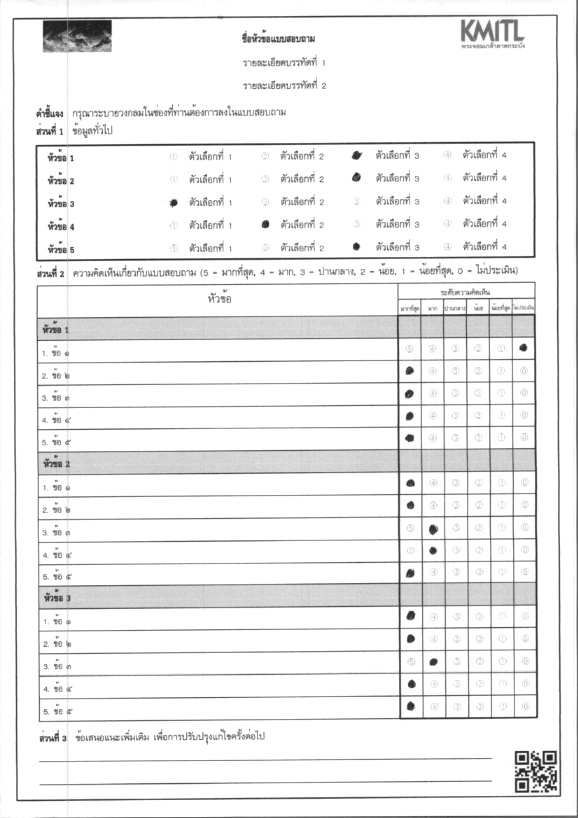 KMITL
พระจอมเกล้าลาดกระบัง
ชื่อหัวข้อแบบสอบถาม
รายละเอียดบรรทัดที่ 1
รายละเอียดบรรทัดที่ 2
คำชี้แจง กรุณาระบายวงกลมในช่องที่ท่านต้องการลงในแบบสอบถาม
ส่วนที่ 1 ข้อมูลทั่วไป
หัวข้อ 1 ① ตัวเลือกที่ 1 ② ตัวเลือกที่ 2 ตัวเลือกที่ 3 ④ ตัวเลือกที่ 4
หัวข้อ 2 ① ตัวเลือกที่ 1 ② ตัวเลือกที่ 2 ตัวเลือกที่ 3 ④ ตัวเลือกที่ 4
หัวข้อ 3 ตัวเลือกที่ 1 ② ตัวเลือกที่ 2 ③ ตัวเลือกที่ 3 ④ ตัวเลือกที่ 4
หัวข้อ 4 ① ตัวเลือกที่ 1 ตัวเลือกที่ 2 ③ ตัวเลือกที่ 3 ④ ตัวเลือกที่ 4
หัวข้อ 5 ① ตัวเลือกที่ 1 ② ตัวเลือกที่ 2 ตัวเลือกที่ 3 ④ ตัวเลือกที่ 4
ส่วนที่ 2 ความคิดเห็นเกี่ยวกับแบบสอบถาม (5 - มากที่สุด, 4 - มาก, 3 - ปานกลาง, 2 - น้อย, 1 - น้อยที่สุด, 0 - ไม่ประเมิน)
หัวข้อ ระดับความคิดเห็น
มากที่สุด มาก ปานกลาง น้อย น้อยที่สุด ไม่ประเมิน
หัวข้อ 1
1. ข้อ ๑ ⑤ ④ ③ ② ①
2. ข้อ ๒ ④ ③ ② ① ⓪
3. ข้อ ๓ ④ ③ ② ① ⓪
4. ข้อ ๔ ④ ③ ② ① ⓪
5. ข้อ ๕ ④ ③ ② ① ⓪
หัวข้อ 2
1. ข้อ ๑ ④ ③ ② ① ⓪
2. ข้อ ๒ ④ ③ ② ① ⓪
3. ข้อ ๓ ⑤ ③ ② ① ⓪
4. ข้อ ๔ ⑤ ③ ② ① ⓪
5. ข้อ ๕ ④ ③ ② ① ⓪
หัวข้อ 3
1. ข้อ ๑ ④ ③ ② ① ⓪
2. ข้อ ๒ ④ ③ ② ① ⓪
3. ข้อ ๓ ⑤ ③ ② ① ⓪
4. ข้อ ๔ ④ ③ ② ① ⓪
5. ข้อ ๕ ④ ③ ② ① ⓪
ส่วนที่ 3 ข้อเสนอแนะเพิ่มเติม เพื่อการปรับปรุงแก้ไขครั้งต่อไป